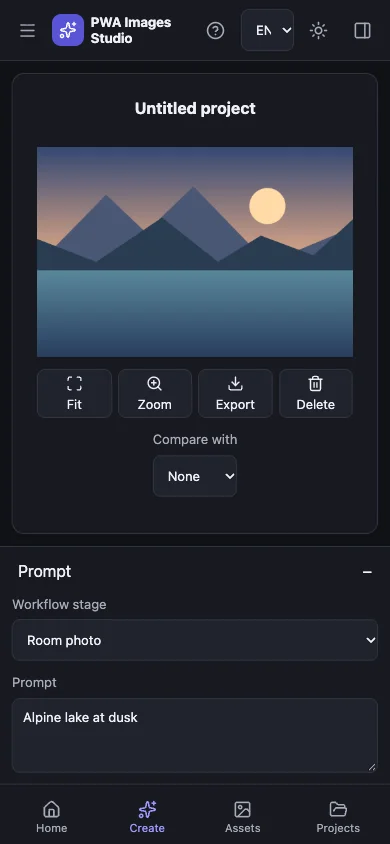 PWA Images
Studio
EN
Untitled project
Fit
Zoom
Export
Delete
Compare with
None
Prompt
Workflow stage
Room photo
Prompt
Alpine lake at dusk
Home
Create
Assets
Projects